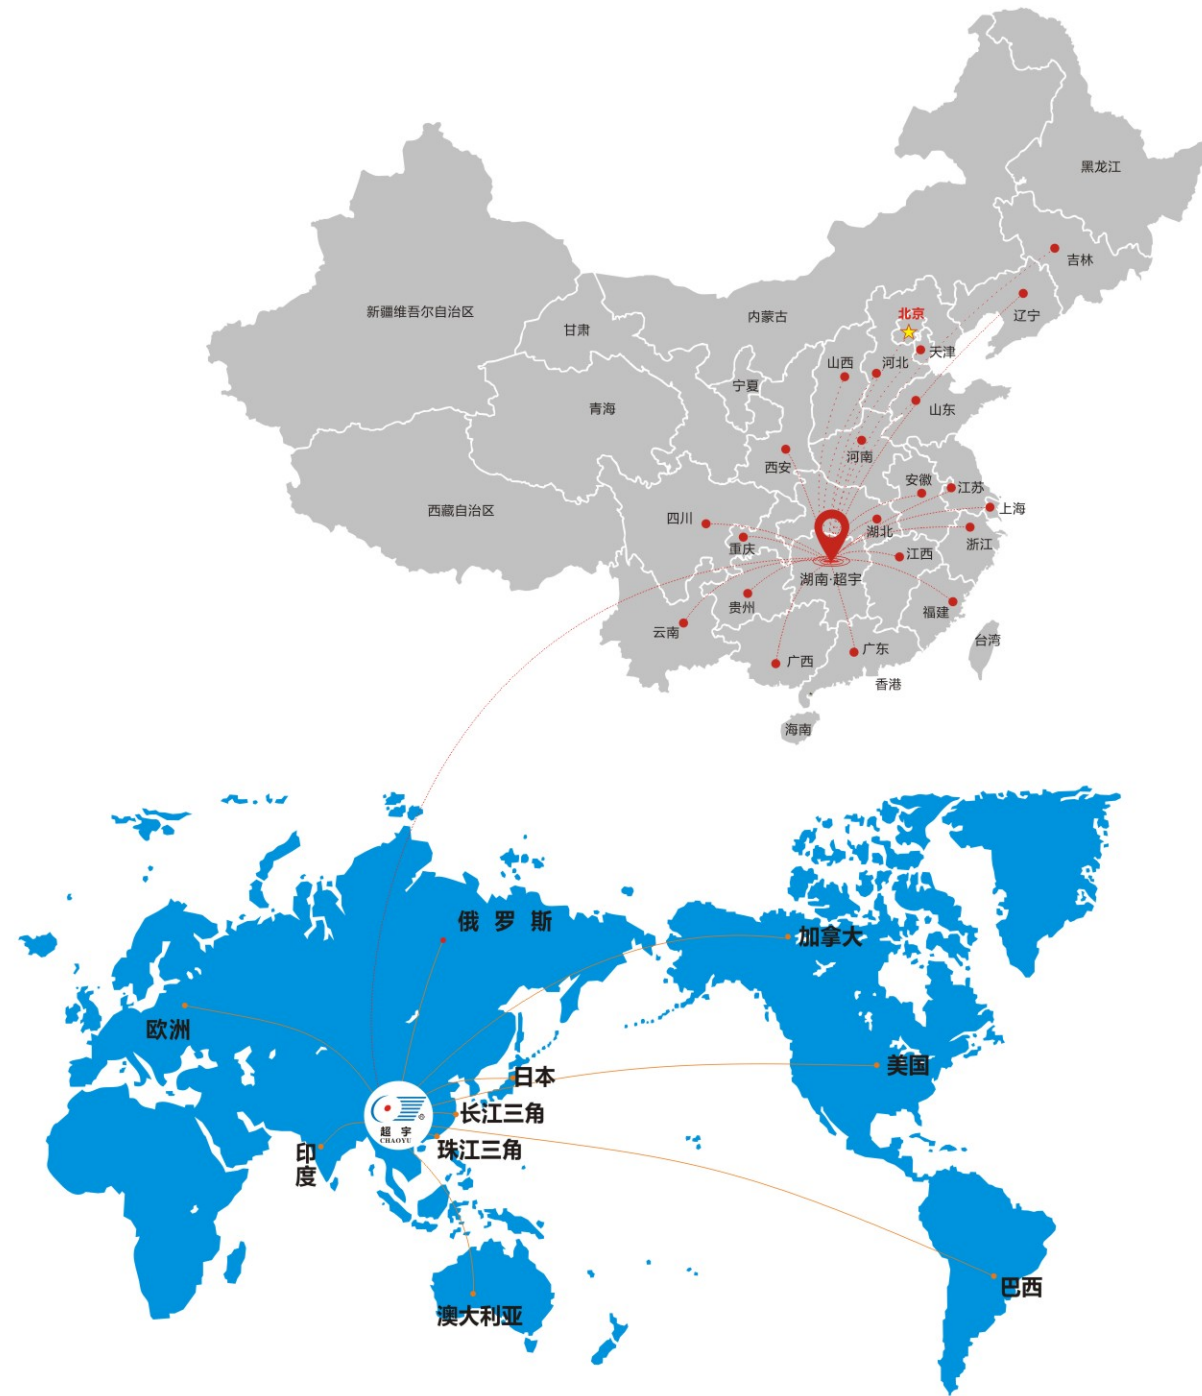 黑龙江
吉林
新疆维吾尔自治区
甘肃
内蒙古
北京
辽宁
天津
山西
河北
宁夏
青海
山东
河南
西安
安徽
江苏
西藏自治区
四川
上海
湖北
浙江
重庆
江西
湖南·超宇
贵州
福建
云南
台湾
广西
广东
香港
海南
俄罗斯
加拿大
欧洲
美国
日本
长江三角
超宇
CHAOYU
®
印度
珠江三角
巴西
澳大利亚